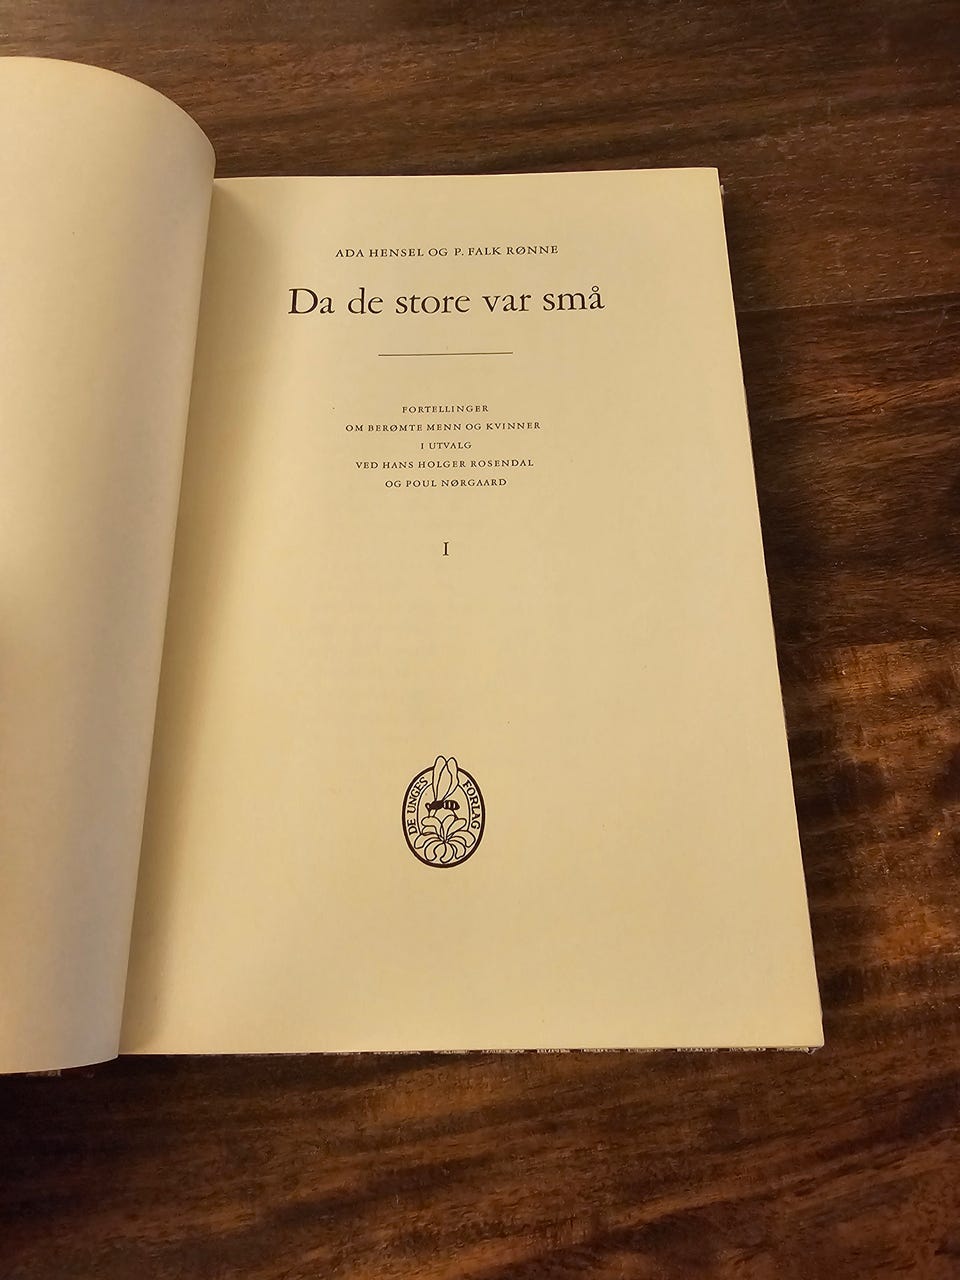 ADA HENSEL OG P. FALK RØNNE
Da de store var små
FORTELLINGER
OM BERØMTE MENN OG KVINNER
I UTVALG
VED HANS HOLGER ROSENDAL
OG POUL NØRGAARD
I
DE UNGES FORLAG